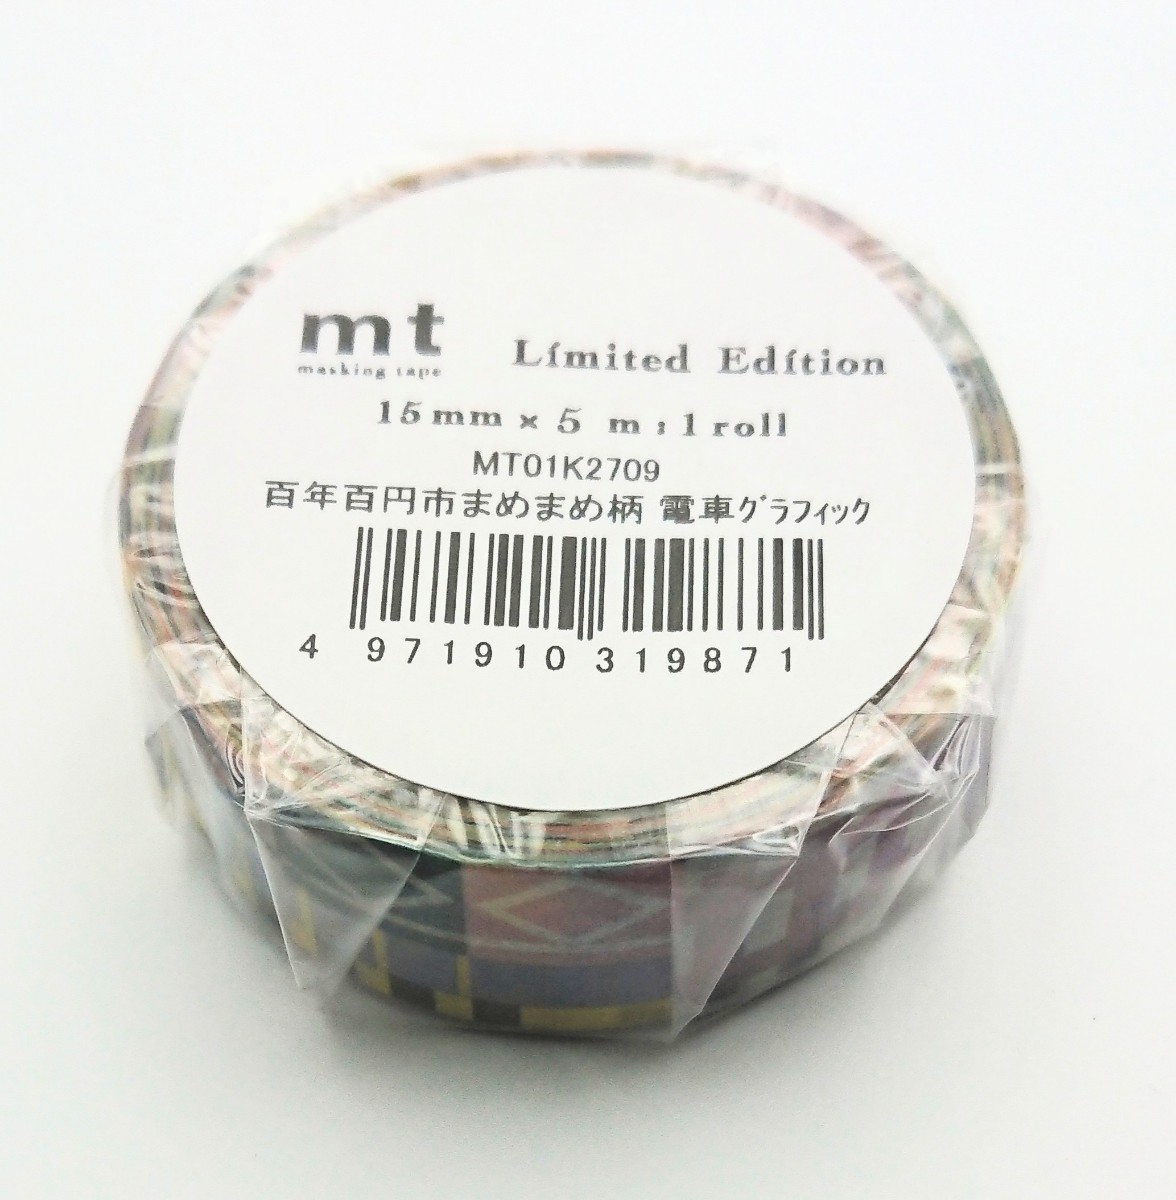 mt
masking tape
Limited Edition
15mm × 5 m : 1 roll
MT01K2709
百年百円市まめまめ柄 電車ｸﾞﾗﾌｨｯｸ
4 971910 319871